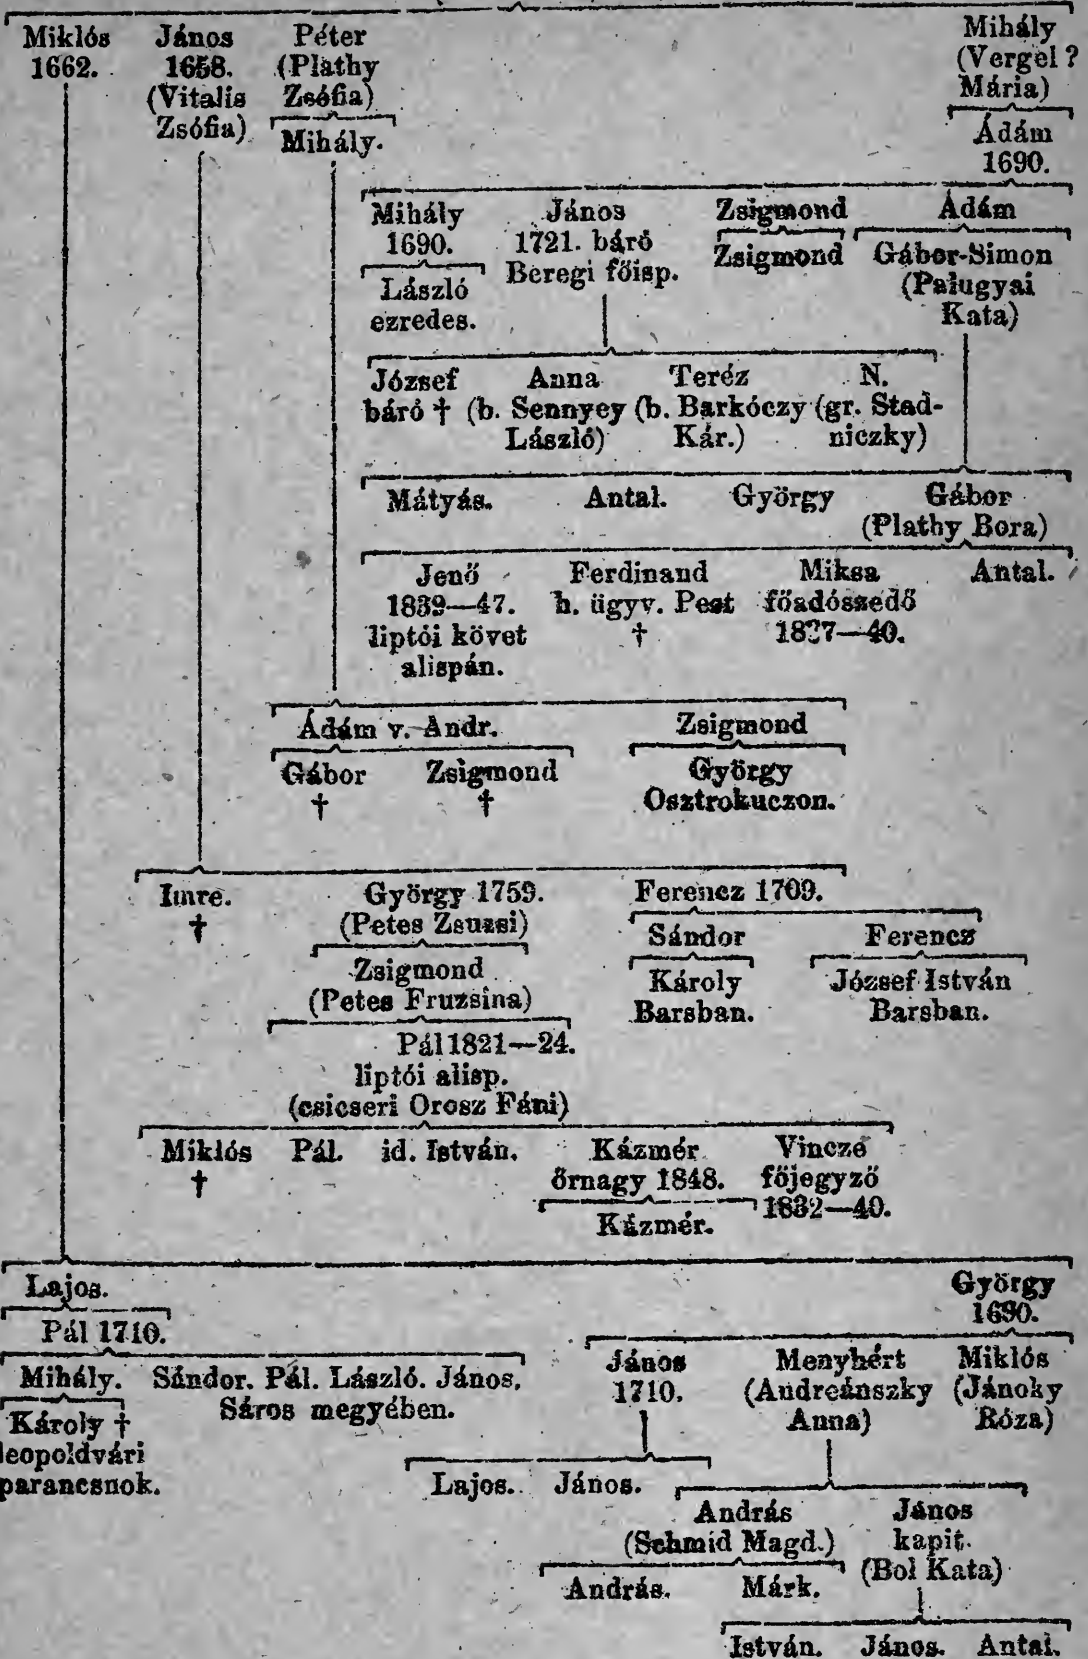 Miklós János Péter Mihály
1662. 1658. (Plathy (Vergel ?
(Vitalis Zsófia) Mária)
Zsófia) Mihály. Ádám
1690.
Mihály János Zsigmond Ádám
1690. 1721. báró Zsigmond Gábor-Simon
László Beregi főisp. (Palugyai
ezredes. Kata)
József Anna Teréz N.
báró † (b. Sennyey (b. Barkóczy (gr. Stad-
László) Kár.) niczky)
Mátyás. Antal. György Gábor
(Plathy Bora)
Jenő Ferdinand Miksa Antal.
1839—47. h. ügyv. Pest főadószedő
liptói követ † 1837—40.
alispán.
Ádám v. Andr. Zsigmond
Gábor Zsigmond György
† † Osztrokuczon.
Imre. György 1759. Ferencz 1709.
† (Petes Zsuzsi) Sándor Ferencz
Zsigmond Károly József István
(Petes Fruzsina) Barsban. Barsban.
Pál 1821—24.
liptói alisp.
(csicseri Orosz Fáni)
Miklós Pál. id. István. Kázmér Vincze
† őrnagy 1848. főjegyző
Kázmér. 1832—40.
Lajos. György
Pál 1710. 1690.
Mihály. Sándor. Pál. László. János. János Menyhért Miklós
Károly † Sáros megyében. 1710. (Andreánszky (Jánoky
leopoldvári Anna) Róza)
parancsnok. Lajos. János.
András János
(Schmid Magd.) kapit.
András. Márk. (Bol Kata)
István. János. Antal.